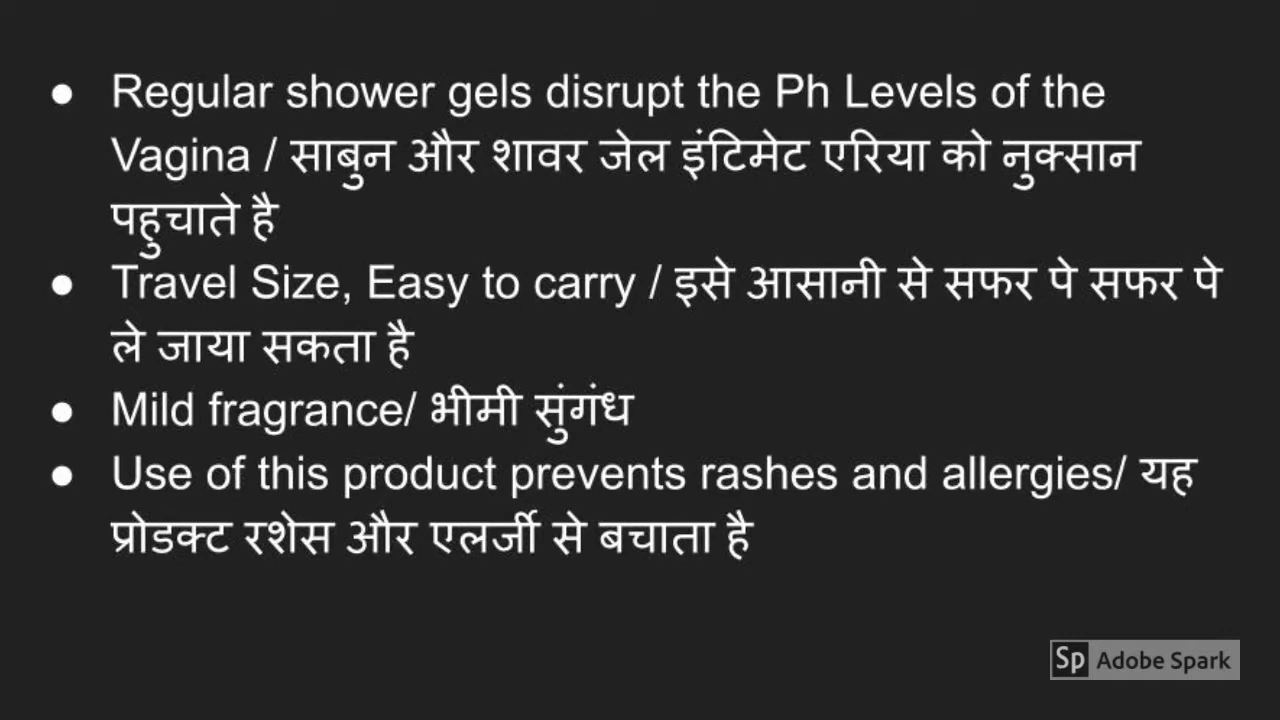 ● Regular shower gels disrupt the Ph Levels of the
Vagina / साबुन और शावर जेल इंटिमेट एरिया को नुक्सान
पहुचाते है
● Travel Size, Easy to carry / इसे आसानी से सफर पे सफर पे
ले जाया सकता है
● Mild fragrance/ भीमी सुंगंध
● Use of this product prevents rashes and allergies/ यह
प्रोडक्ट रशेस और एलर्जी से बचाता है
Sp Adobe Spark